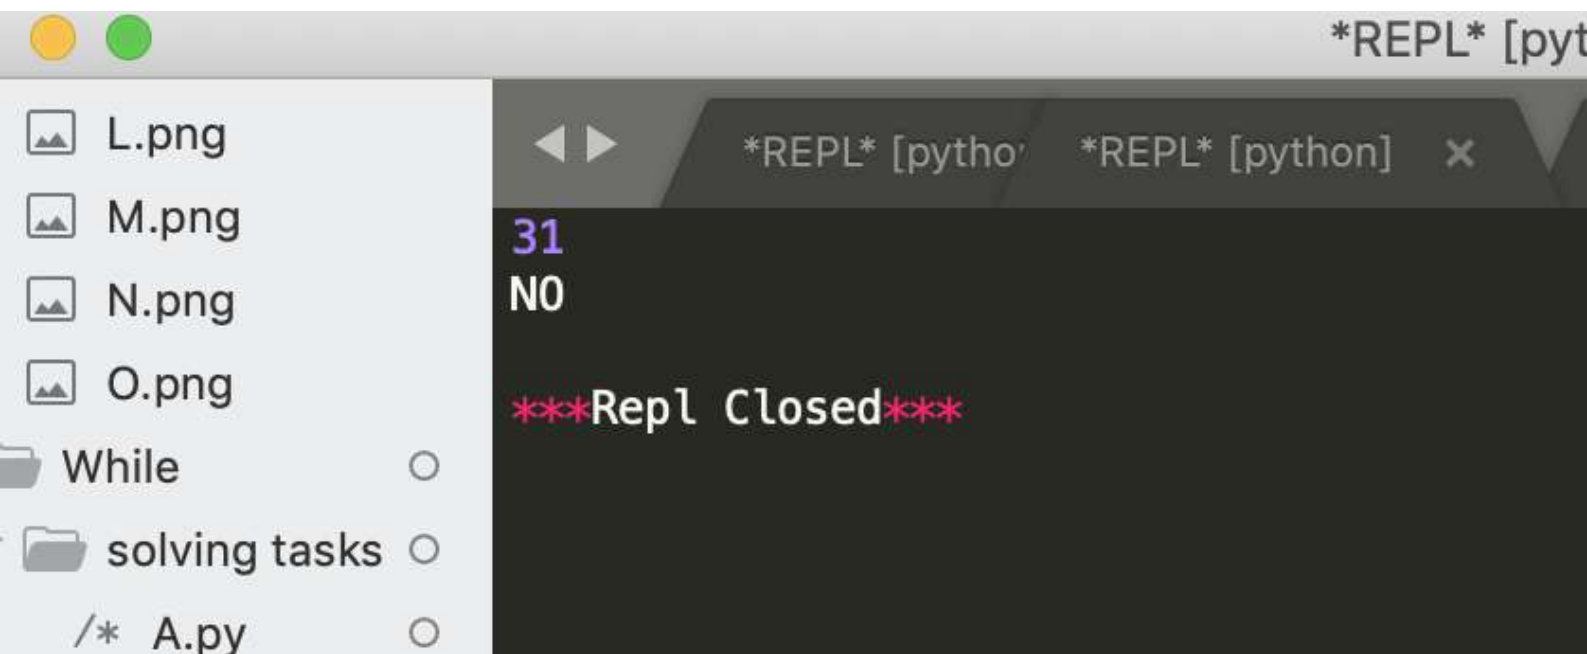 *REPL* [pyt
L.png
M.png
N.png
O.png
While
solving tasks
/* A.py
*REPL* [pytho
*REPL* [python] ×
31
NO
***Repl Closed***